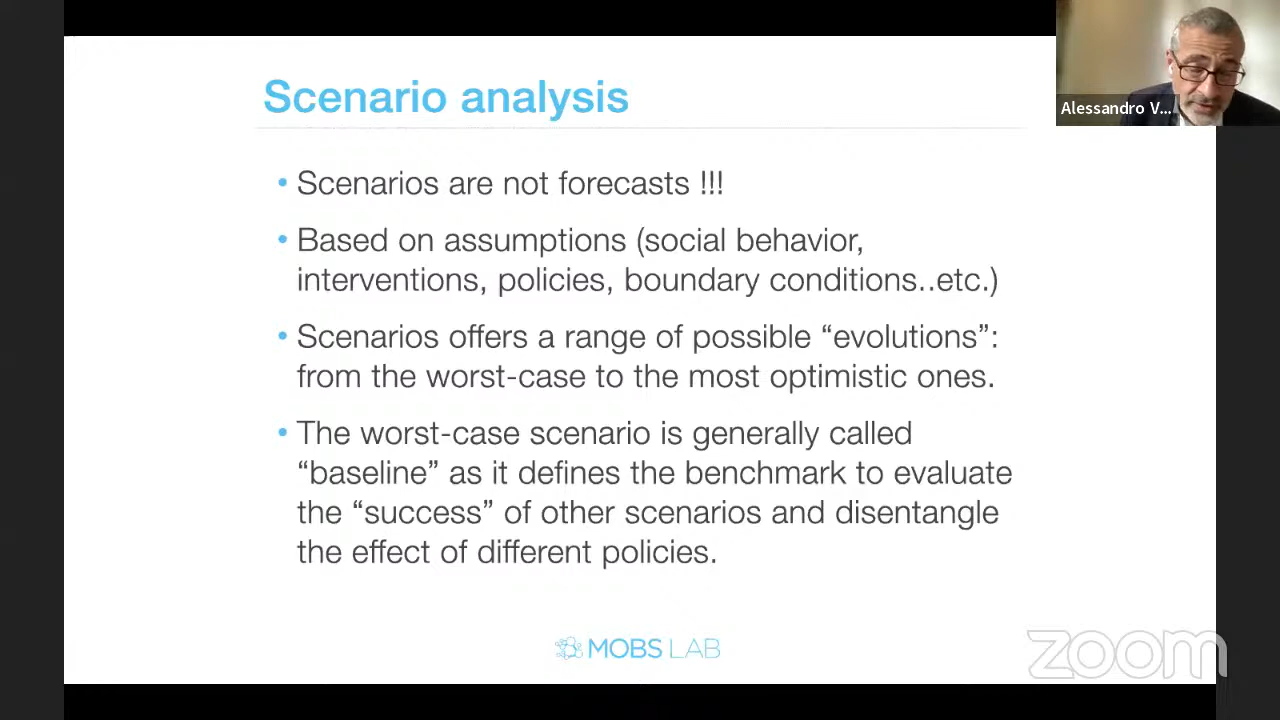 Scenario analysis
Alessandro V...
• Scenarios are not forecasts !!!
• Based on assumptions (social behavior,
interventions, policies, boundary conditions..etc.)
• Scenarios offers a range of possible “evolutions”:
from the worst-case to the most optimistic ones.
• The worst-case scenario is generally called
“baseline” as it defines the benchmark to evaluate
the “success” of other scenarios and disentangle
the effect of different policies.
MOBS LAB
zoom